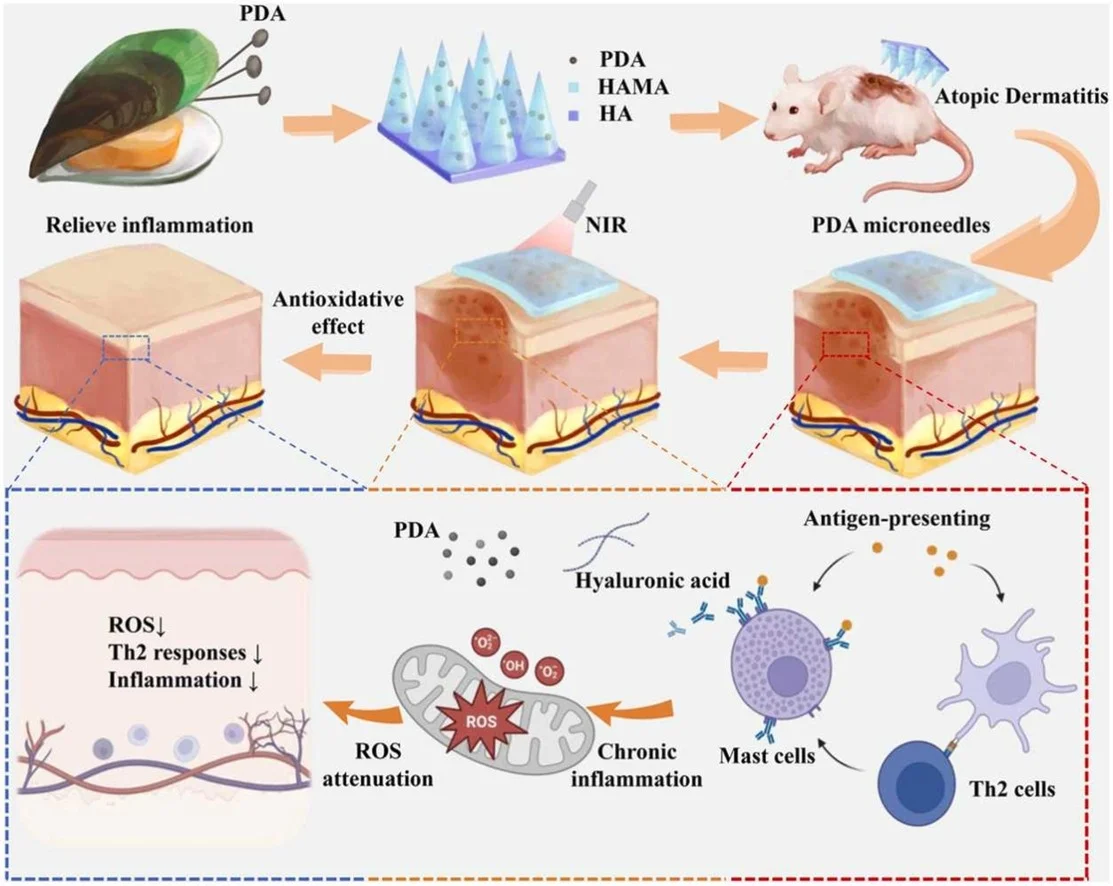 PDA
PDA
HAMA
HA
Atopic Dermatitis
Relieve inflammation
NIR
PDA microneedles
Antioxidative
effect
PDA
Hyaluronic acid
Antigen-presenting
ROS↓
Th2 responses ↓
Inflammation ↓
•O₂²⁻
•OH
•O₂⁻
ROS
ROS
attenuation
Chronic
inflammation
Mast cells
Th2 cells